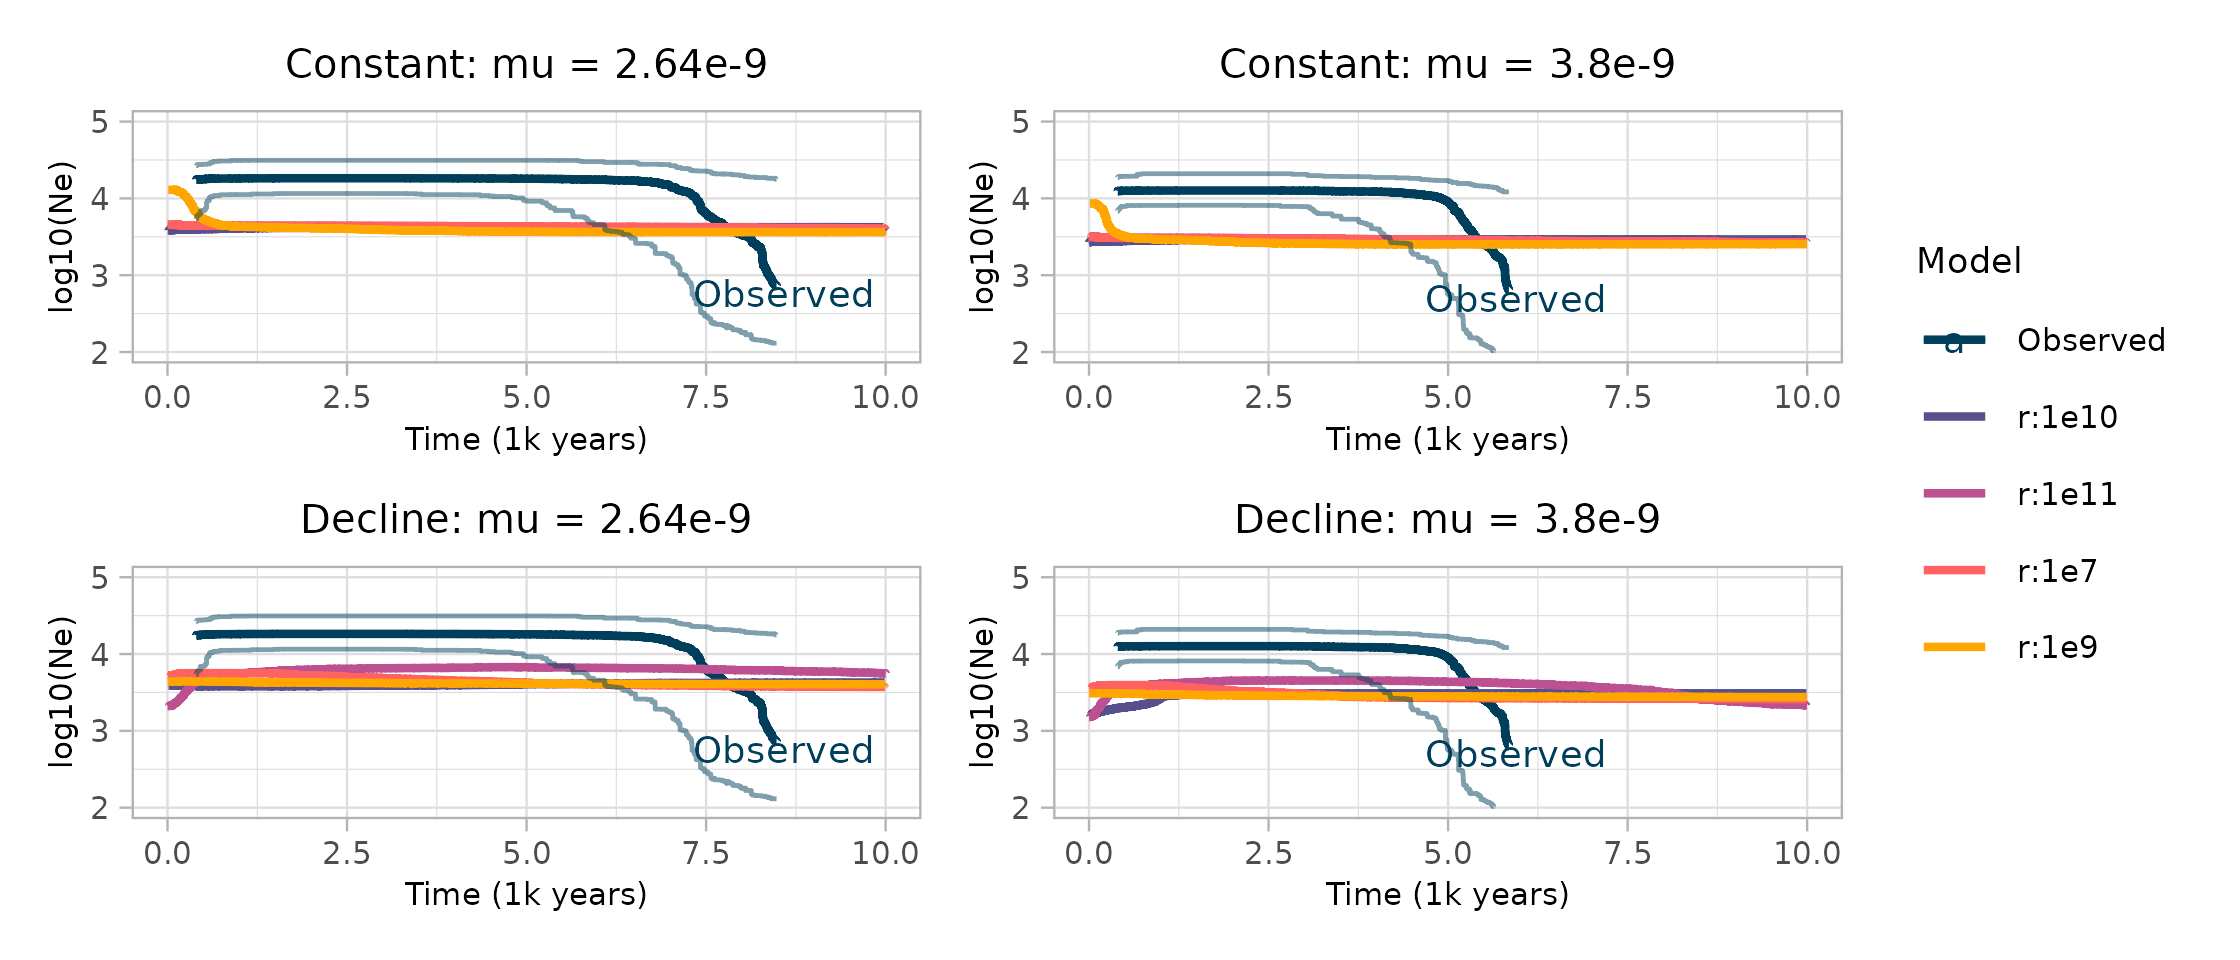 Constant: mu = 2.64e-9
log10(Ne)
5
4
3
2
Observed
0.0 2.5 5.0 7.5 10.0
Time (1k years)
Constant: mu = 3.8e-9
log10(Ne)
5
4
3
2
Observed
0.0 2.5 5.0 7.5 10.0
Time (1k years)
Decline: mu = 2.64e-9
log10(Ne)
5
4
3
2
Observed
0.0 2.5 5.0 7.5 10.0
Time (1k years)
Decline: mu = 3.8e-9
log10(Ne)
5
4
3
2
Observed
0.0 2.5 5.0 7.5 10.0
Time (1k years)
Model
a Observed
r:1e10
r:1e11
r:1e7
r:1e9